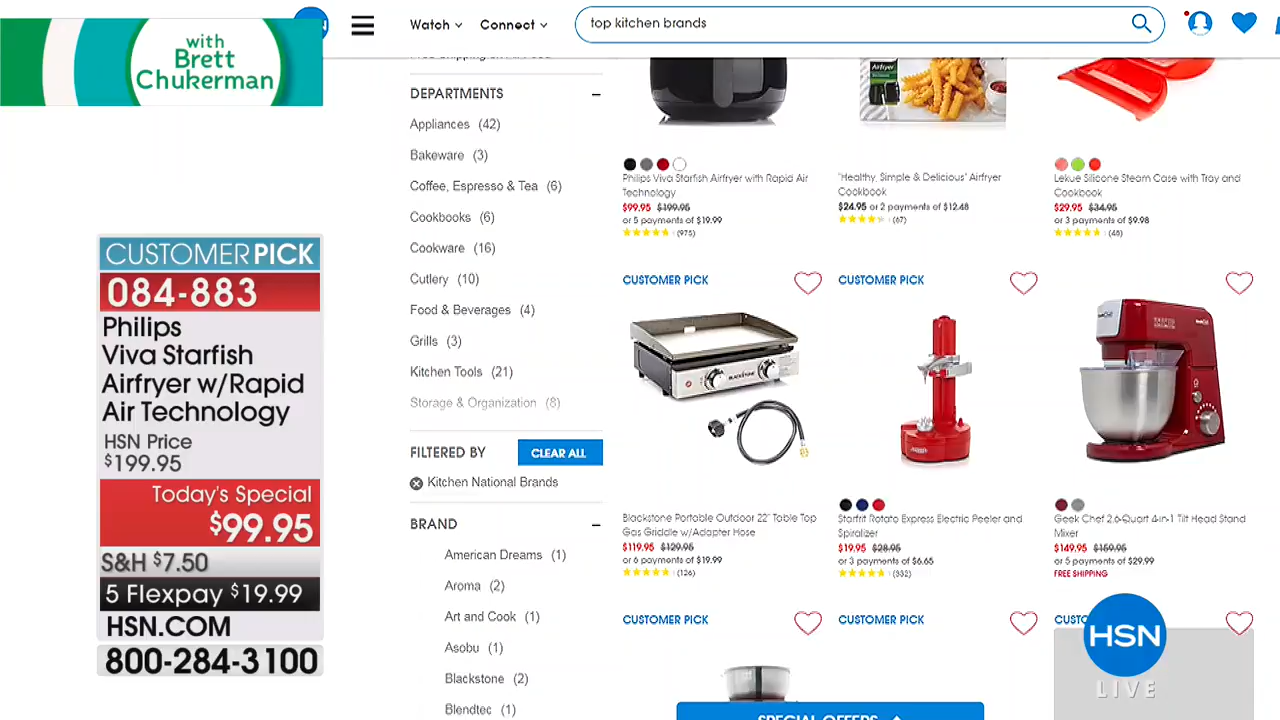 with
Brett
Chukerman
Watch
Connect
top kitchen brands
DEPARTMENTS
Appliances (42)
Bakeware (3)
Coffee, Espresso & Tea (6)
Cookbooks (6)
Cookware (16)
Cutlery (10)
Food & Beverages (4)
Grills (3)
Kitchen Tools (21)
Storage & Organization (8)
FILTERED BY
CLEAR ALL
Kitchen National Brands
BRAND
American Dreams (1)
Aroma (2)
Art and Cook (1)
Asobu (1)
Blackstone (2)
Blendtec (1)
CUSTOMER PICK
084-883
Philips
Viva Starfish
Airfryer w/Rapid
Air Technology
HSN Price
$199.95
Today's Special
$99.95
S&H $7.50
5 Flexpay $19.99
HSN.COM
800-284-3100
Airfryer
Philips Viva Starfish Airfryer with Rapid Air
Technology
$99.95 $199.95
or 5 payments of $19.99
(975)
"Healthy, Simple & Delicious" Airfryer
Cookbook
$24.95 or 2 payments of $12.48
(67)
Lekue Silicone Steam Case with Tray and
Cookbook
$29.95 $34.95
or 3 payments of $9.98
(46)
CUSTOMER PICK
CUSTOMER PICK
BLACKSTONE
Blackstone Portable Outdoor 22" Table Top
Gas Griddle w/Adapter Hose
$119.95 $129.95
or 6 payments of $19.99
(126)
Starfrit Rotato Express Electric Peeler and
Spiralizer
$19.95 $28.95
or 3 payments of $6.65
(332)
Geek Chef 2.6-Quart 4-in-1 Tilt Head Stand
Mixer
$149.95 $159.95
or 5 payments of $29.99
FREE SHIPPING
CUSTOMER PICK
CUSTOMER PICK
HSN
LIVE
SPECIAL OFFERS